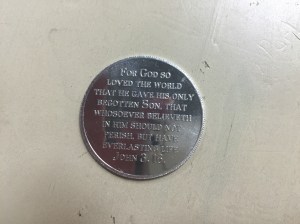 FOR GOD SO
LOVED THE WORLD
THAT HE GAVE HIS ONLY
BEGOTTEN SON, THAT
WHOSOEVER BELIEVETH
IN HIM SHOULD NOT
PERISH, BUT HAVE
EVERLASTING LIFE
JOHN 3:16